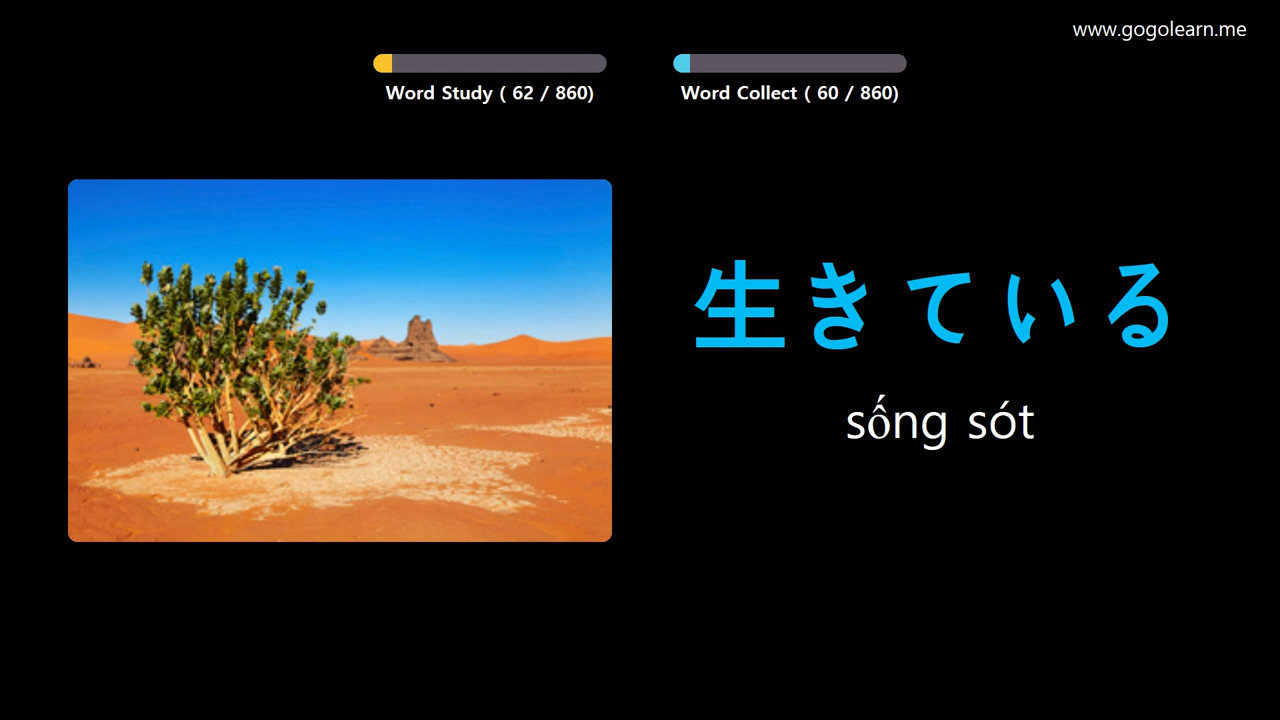 www.gogolearn.me
Word Study ( 62 / 860)
Word Collect ( 60 / 860)
生きている
sống sót